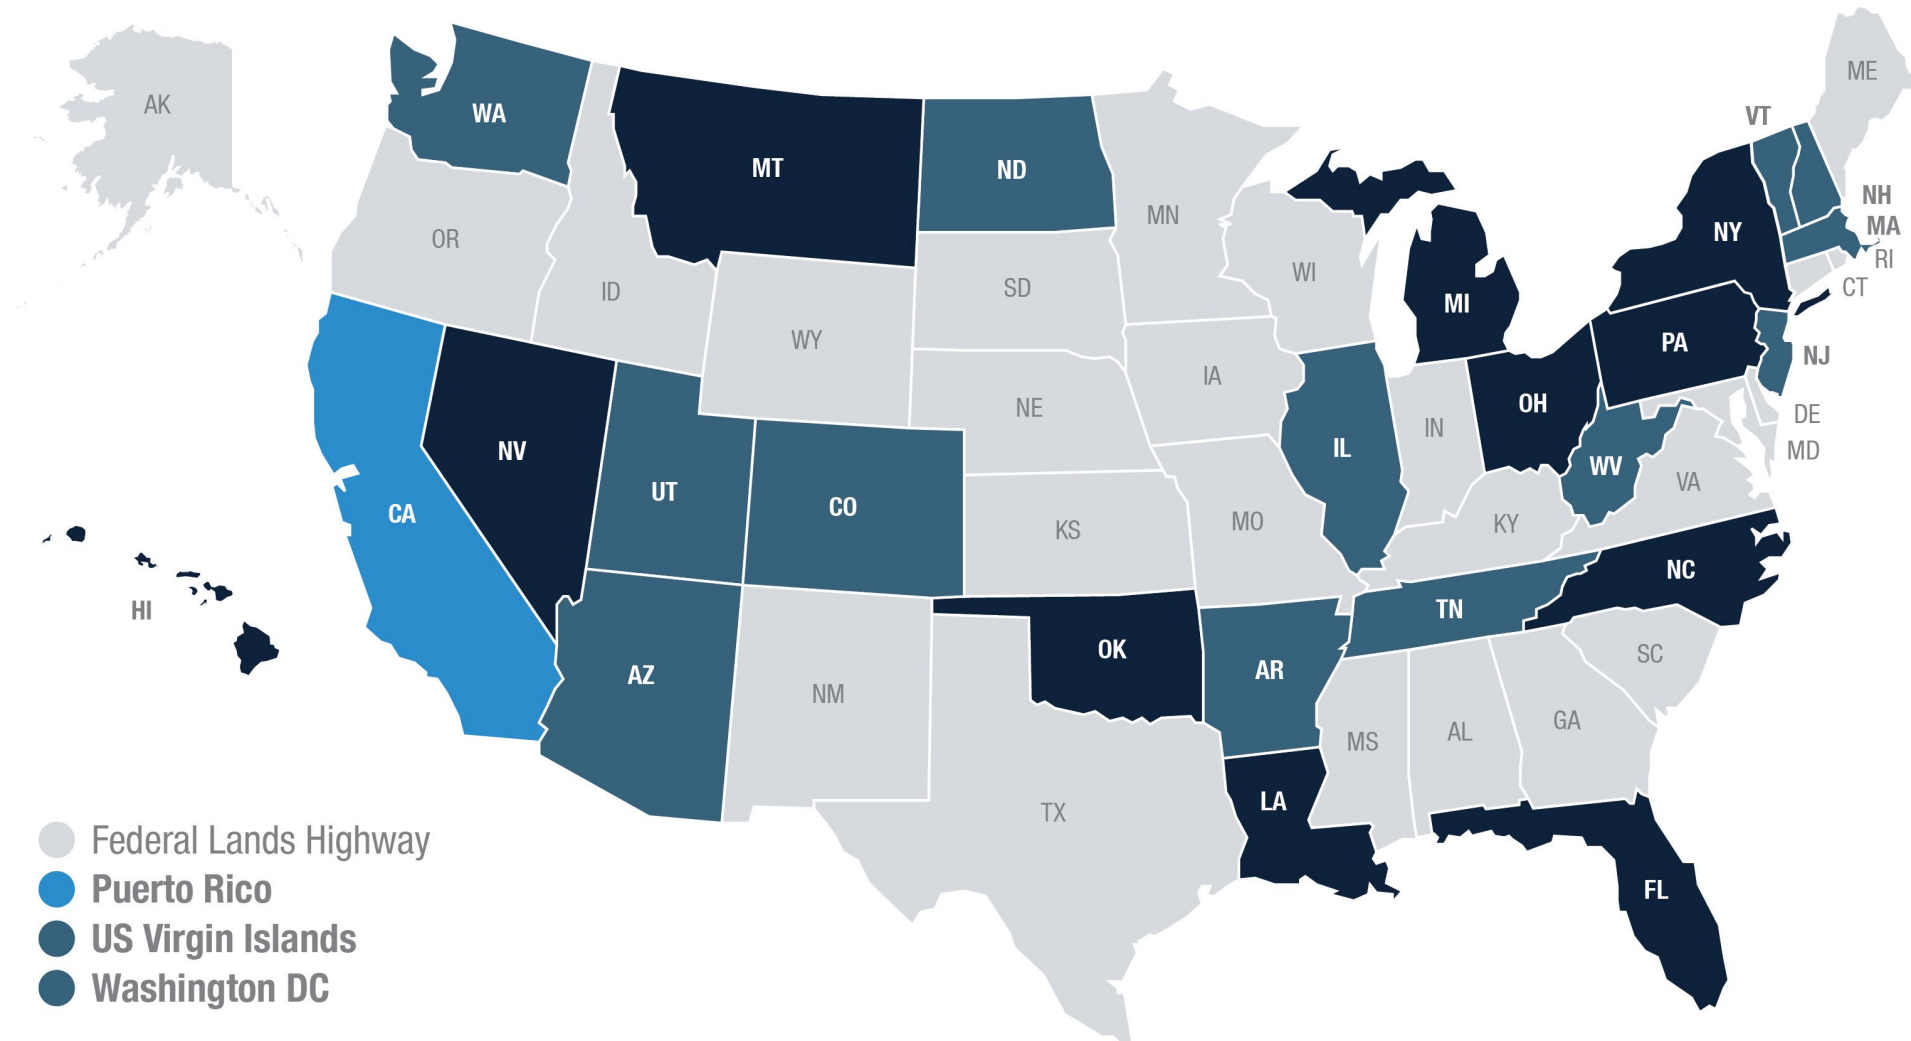 AK
WA
MT
ND
MN
ME
VT
NH
MA
RI
CT
OR
ID
WY
SD
WI
MI
NY
PA
NJ
DE
MD
CA
NV
UT
CO
NE
IA
IL
IN
OH
WV
VA
KS
MO
KY
HI
AZ
NM
OK
AR
TN
NC
SC
TX
LA
MS
AL
GA
FL
Federal Lands Highway
Puerto Rico
US Virgin Islands
Washington DC